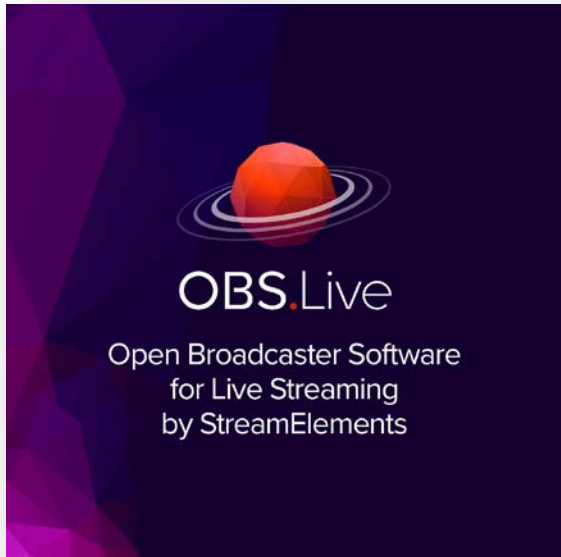 OBS.Live
Open Broadcaster Software
for Live Streaming
by StreamElements